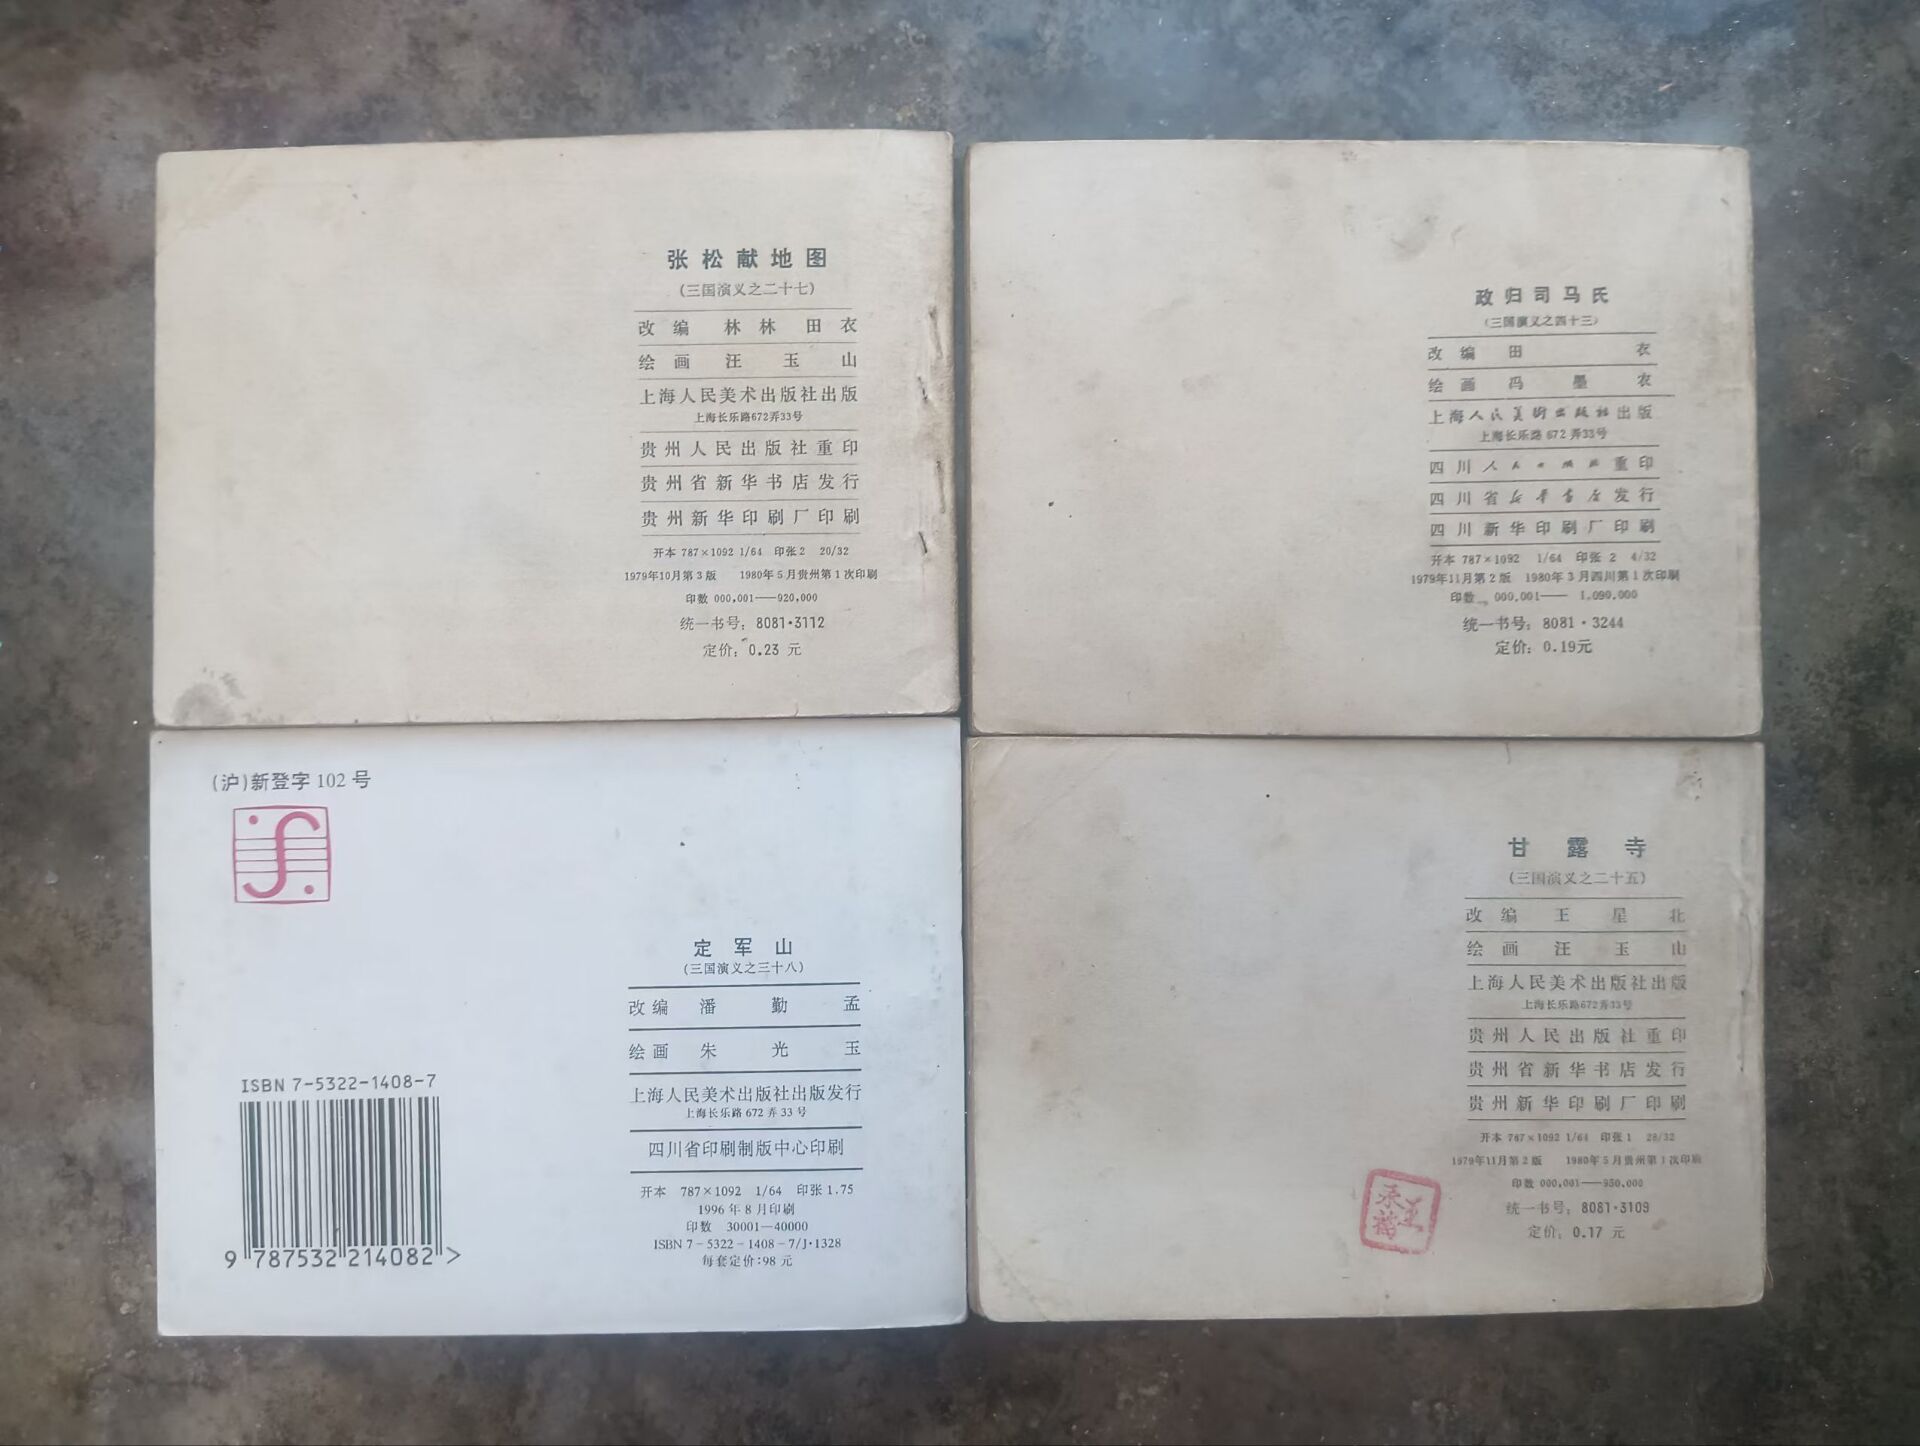 张松献地图
(三国演义之二十七)
改编 林林 田衣
绘画 汪玉山
上海人民美术出版社出版
上海长乐路672弄33号
贵州人民出版社重印
贵州省新华书店发行
贵州新华印刷厂印刷
开本 787×1092 1/64 印张2 20/32
1979年10月第3版 1980年5月贵州第1次印刷
印数 000,001——920,000
统一书号：8081·3112
定价：0.23 元
政归司马氏
(三国演义之四十三)
改编 田衣
绘画 冯墨农
上海人民美術出版社出版
上海长乐路 672 弄33号
四川人民出版社重印
四川省新华书店发行
四川新华印刷厂印刷
开本 787×1092 1/64 印张 2 4/32
1979年11月第2版 1980年3月四川第1次印刷
印数 000,001—— 1,090,000
统一书号：8081·3244
定价：0.19元
(沪)新登字 102 号
ISBN 7-5322-1408-7
9 787532 214082 >
定军山
(三国演义之三十八)
改编 潘勤孟
绘画 朱光玉
上海人民美术出版社出版发行
上海长乐路 672 弄 33 号
四川省印刷制版中心印刷
开本 787×1092 1/64 印张 1.75
1996 年 8 月印刷
印数 30001—40000
ISBN 7-5322-1408-7/J·1328
每套定价:98 元
甘露寺
(三国演义之二十五)
改编 王星北
绘画 汪玉山
上海人民美术出版社出版
上海长乐路672弄33号
贵州人民出版社重印
贵州省新华书店发行
贵州新华印刷厂印刷
开本 787×1092 1/64 印张1 28/32
1979年11月第2版 1980年5月贵州第1次印刷
印数 000,001——950,000
统一书号：8081·3109
定价：0.17 元